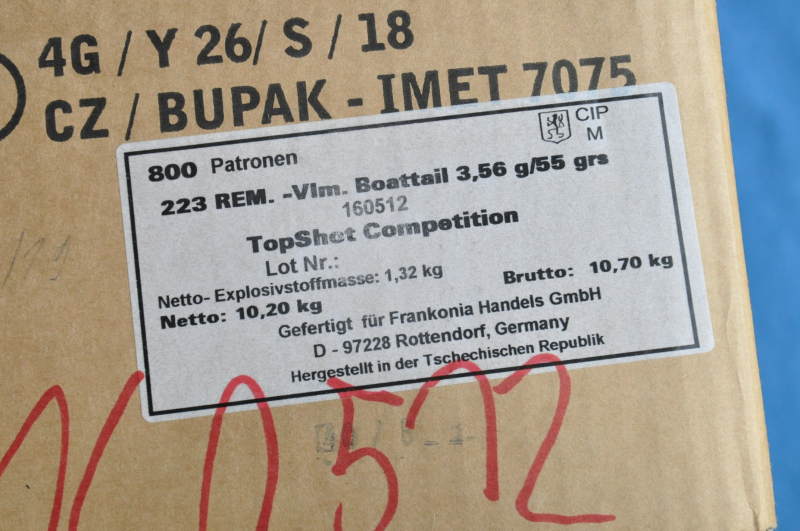 4G / Y 26/ S / 18
CZ / BUPAK - IMET 7075
CIP
M
800 Patronen
223 REM. -Vlm. Boattail 3,56 g/55 grs
160512
TopShot Competition
Lot Nr.:
Netto- Explosivstoffmasse: 1,32 kg
Netto: 10,20 kg Brutto: 10,70 kg
Gefertigt für Frankonia Handels GmbH
D - 97228 Rottendorf, Germany
Hergestellt in der Tschechischen Republik
160512